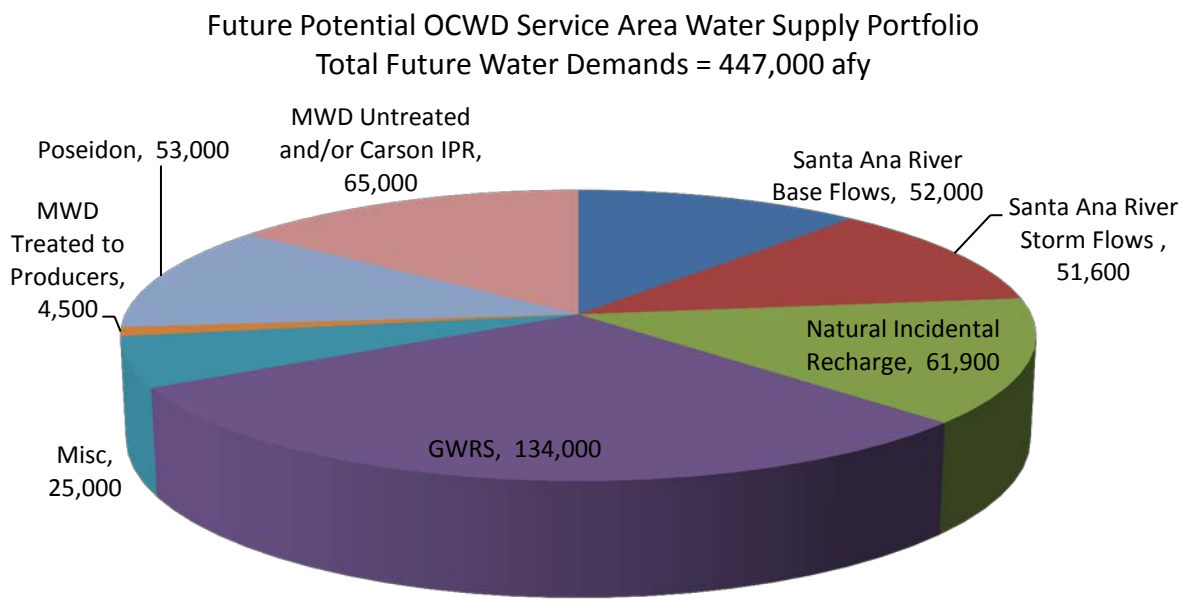 Future Potential OCWD Service Area Water Supply Portfolio
Total Future Water Demands = 447,000 afy
MWD Untreated
and/or Carson IPR,
65,000
Poseidon, 53,000
Santa Ana River
Base Flows, 52,000
Santa Ana River
Storm Flows ,
51,600
MWD
Treated to
Producers,
4,500
Natural Incidental
Recharge, 61,900
GWRS, 134,000
Misc,
25,000